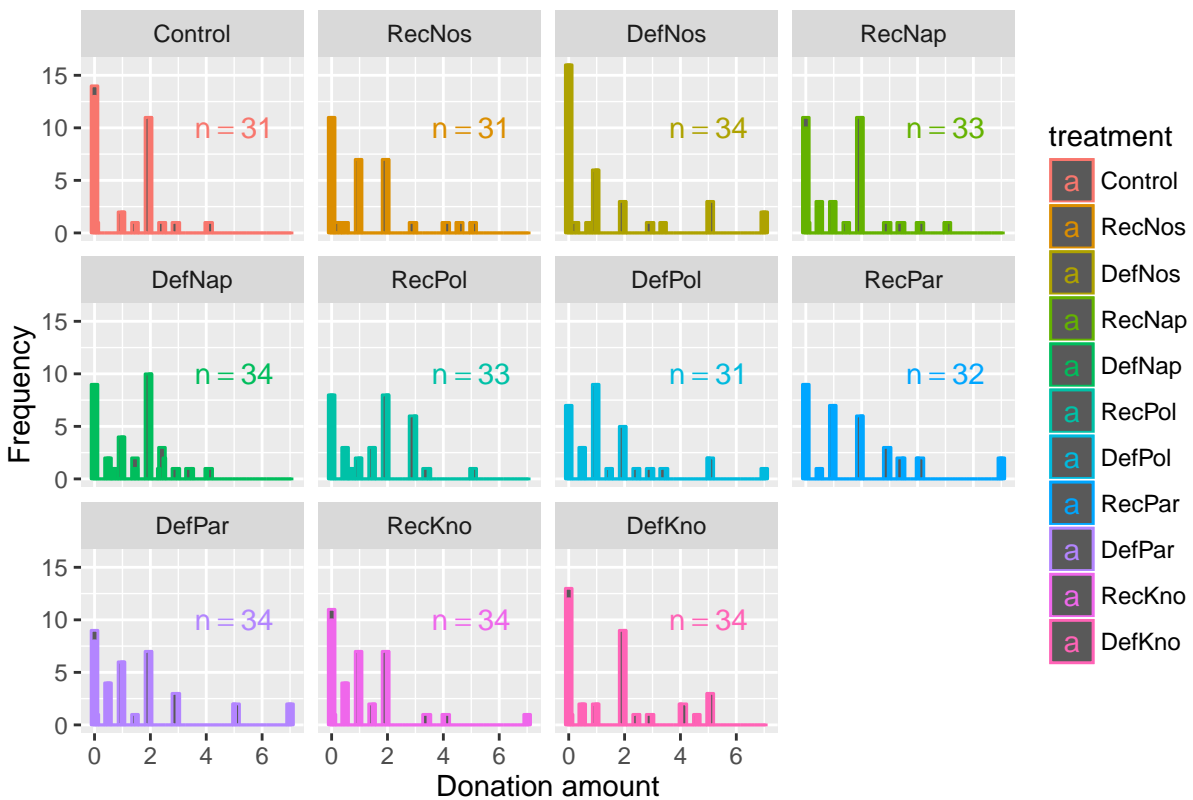 Control RecNos DefNos RecNap
15
10
5
0
n = 31 n = 31 n = 34 n = 33
DefNap RecPol DefPol RecPar
15
10
5
0
n = 34 n = 33 n = 31 n = 32
DefPar RecKno DefKno
15
10
5
0
n = 34 n = 34 n = 34
0 2 4 6 0 2 4 6 0 2 4 6
Donation amount
Frequency
treatment
a Control
a RecNos
a DefNos
a RecNap
a DefNap
a RecPol
a DefPol
a RecPar
a DefPar
a RecKno
a DefKno